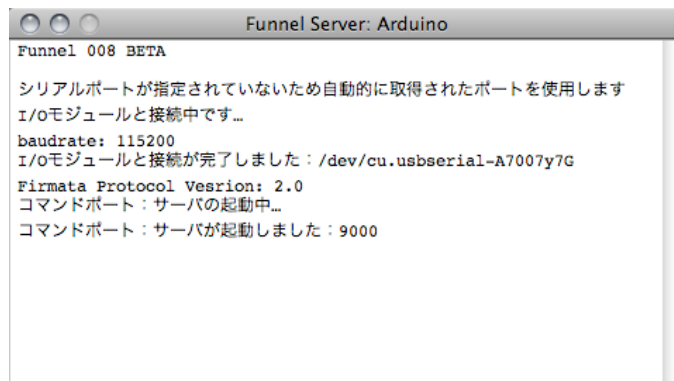 Funnel Server: Arduino
Funnel 008 BETA
シリアルポートが指定されていないため自動的に取得されたポートを使用します
I/Oモジュールと接続中です…
baudrate: 115200
I/Oモジュールと接続が完了しました：/dev/cu.usbserial-A7007y7G
Firmata Protocol Vesrion: 2.0
コマンドポート：サーバの起動中…
コマンドポート：サーバが起動しました：9000